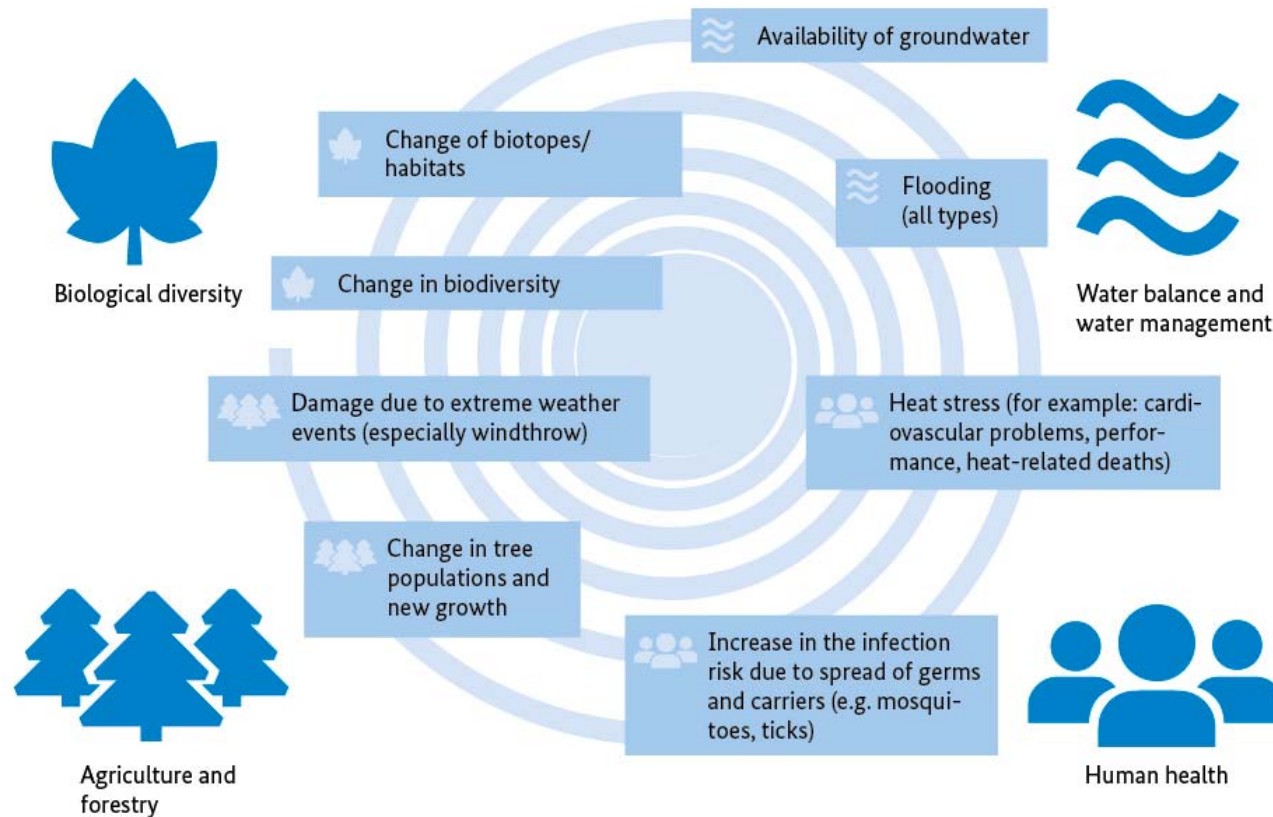 Availability of groundwater
Change of biotopes/
habitats
Flooding
(all types)
Biological diversity
Change in biodiversity
Water balance and
water management
Damage due to extreme weather
events (especially windthrow)
Heat stress (for example: cardi-
ovascular problems, perfor-
mance, heat-related deaths)
Change in tree
populations and
new growth
Increase in the infection
risk due to spread of germs
and carriers (e.g. mosqui-
toes, ticks)
Agriculture and
forestry
Human health